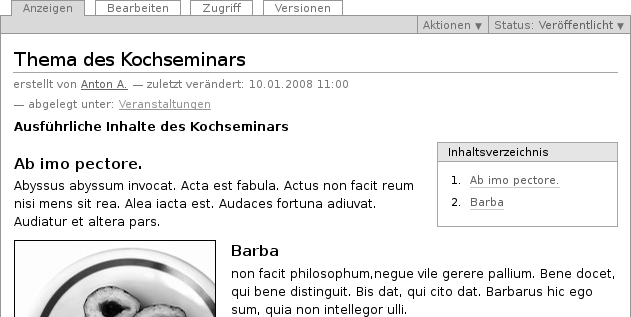 Anzeigen Bearbeiten Zugriff Versionen
Aktionen ▼ Status: Veröffentlicht ▼
Thema des Kochseminars
erstellt von Anton A. — zuletzt verändert: 10.01.2008 11:00
— abgelegt unter: Veranstaltungen
Ausführliche Inhalte des Kochseminars
Inhaltsverzeichnis
1. Ab imo pectore.
2. Barba
Ab imo pectore.
Abyssus abyssum invocat. Acta est fabula. Actus non facit reum
nisi mens sit rea. Alea iacta est. Audaces fortuna adiuvat.
Audiatur et altera pars.
Barba
non facit philosophum,neque vile gerere pallium. Bene docet,
qui bene distinguit. Bis dat, qui cito dat. Barbarus hic ego
sum, quia non intellegor ulli.